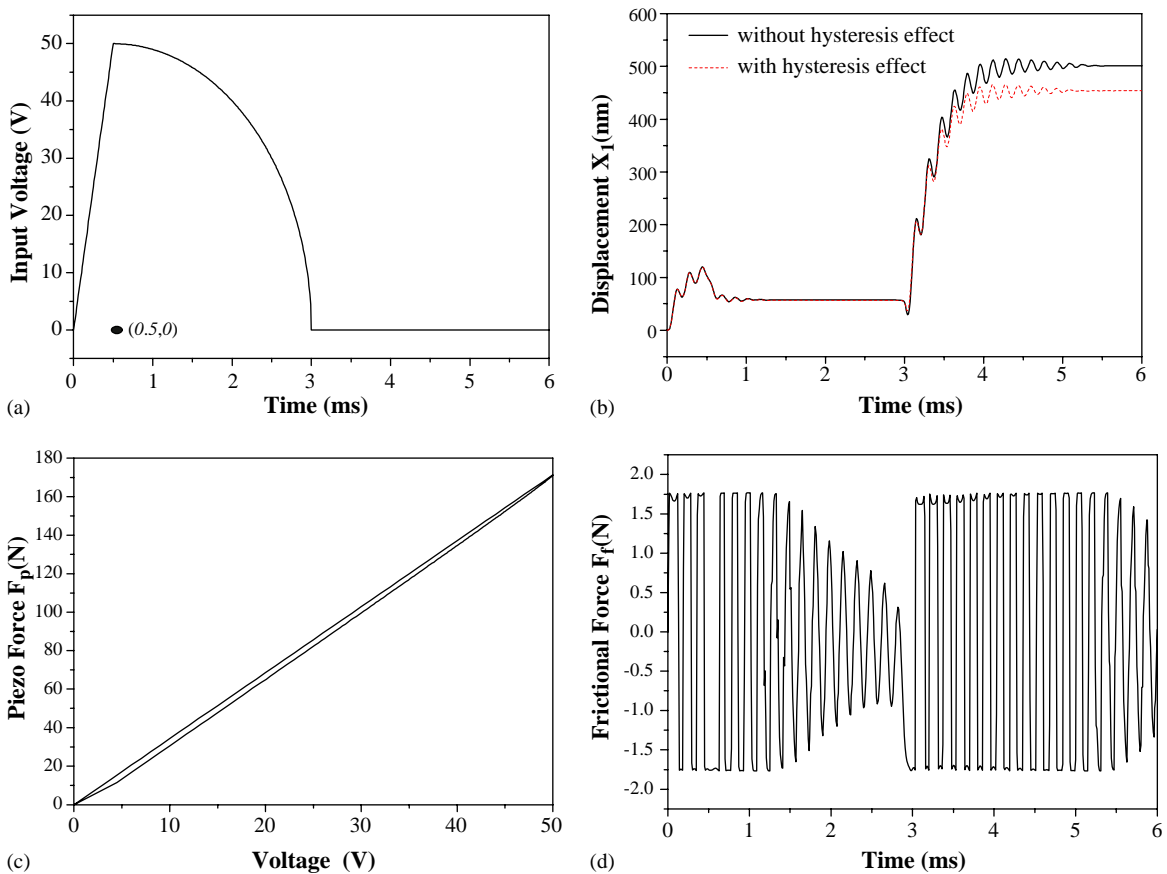 50
40
30
20
10
0
Input Voltage (V)
(0.5,0)
0 1 2 3 4 5 6
Time (ms)
(a)
600
500
400
300
200
100
0
Displacement X1(nm)
without hysteresis effect
with hysteresis effect
0 1 2 3 4 5 6
Time (ms)
(b)
180
160
140
120
100
80
60
40
20
0
Piezo Force Fp(N)
0 10 20 30 40 50
Voltage (V)
(c)
2.0
1.5
1.0
0.5
0.0
-0.5
-1.0
-1.5
-2.0
Frictional Force Ff(N)
0 1 2 3 4 5 6
Time (ms)
(d)